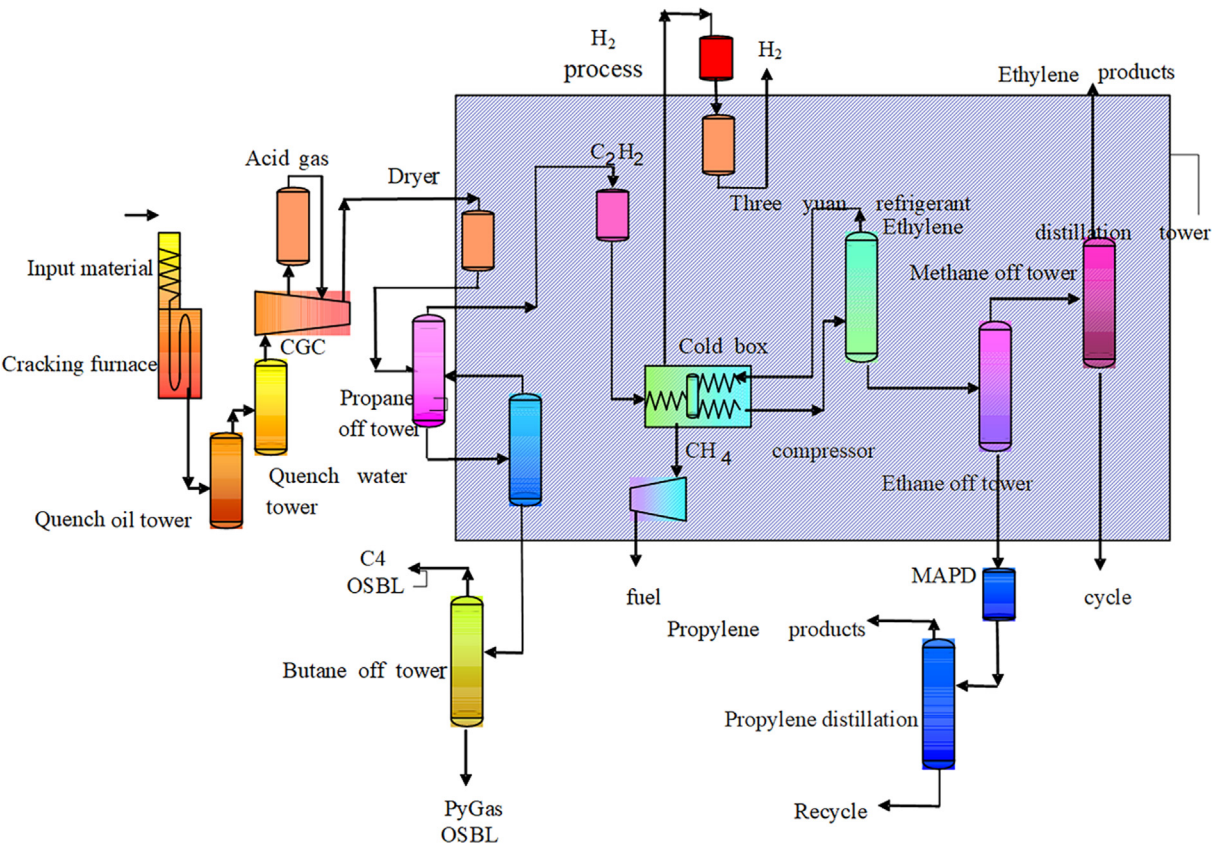 H2
process
H2
Ethylene products
Acid gas
C2H2
Dryer
Three yuan refrigerant
Ethylene
distillation tower
Input material
Methane off tower
CGC
Cold box
Cracking furnace
Propane
off tower
CH4
compressor
Quench water
tower
Ethane off tower
Quench oil tower
C4
OSBL
fuel
MAPD
cycle
Propylene products
Butane off tower
Propylene distillation
PyGas
OSBL
Recycle